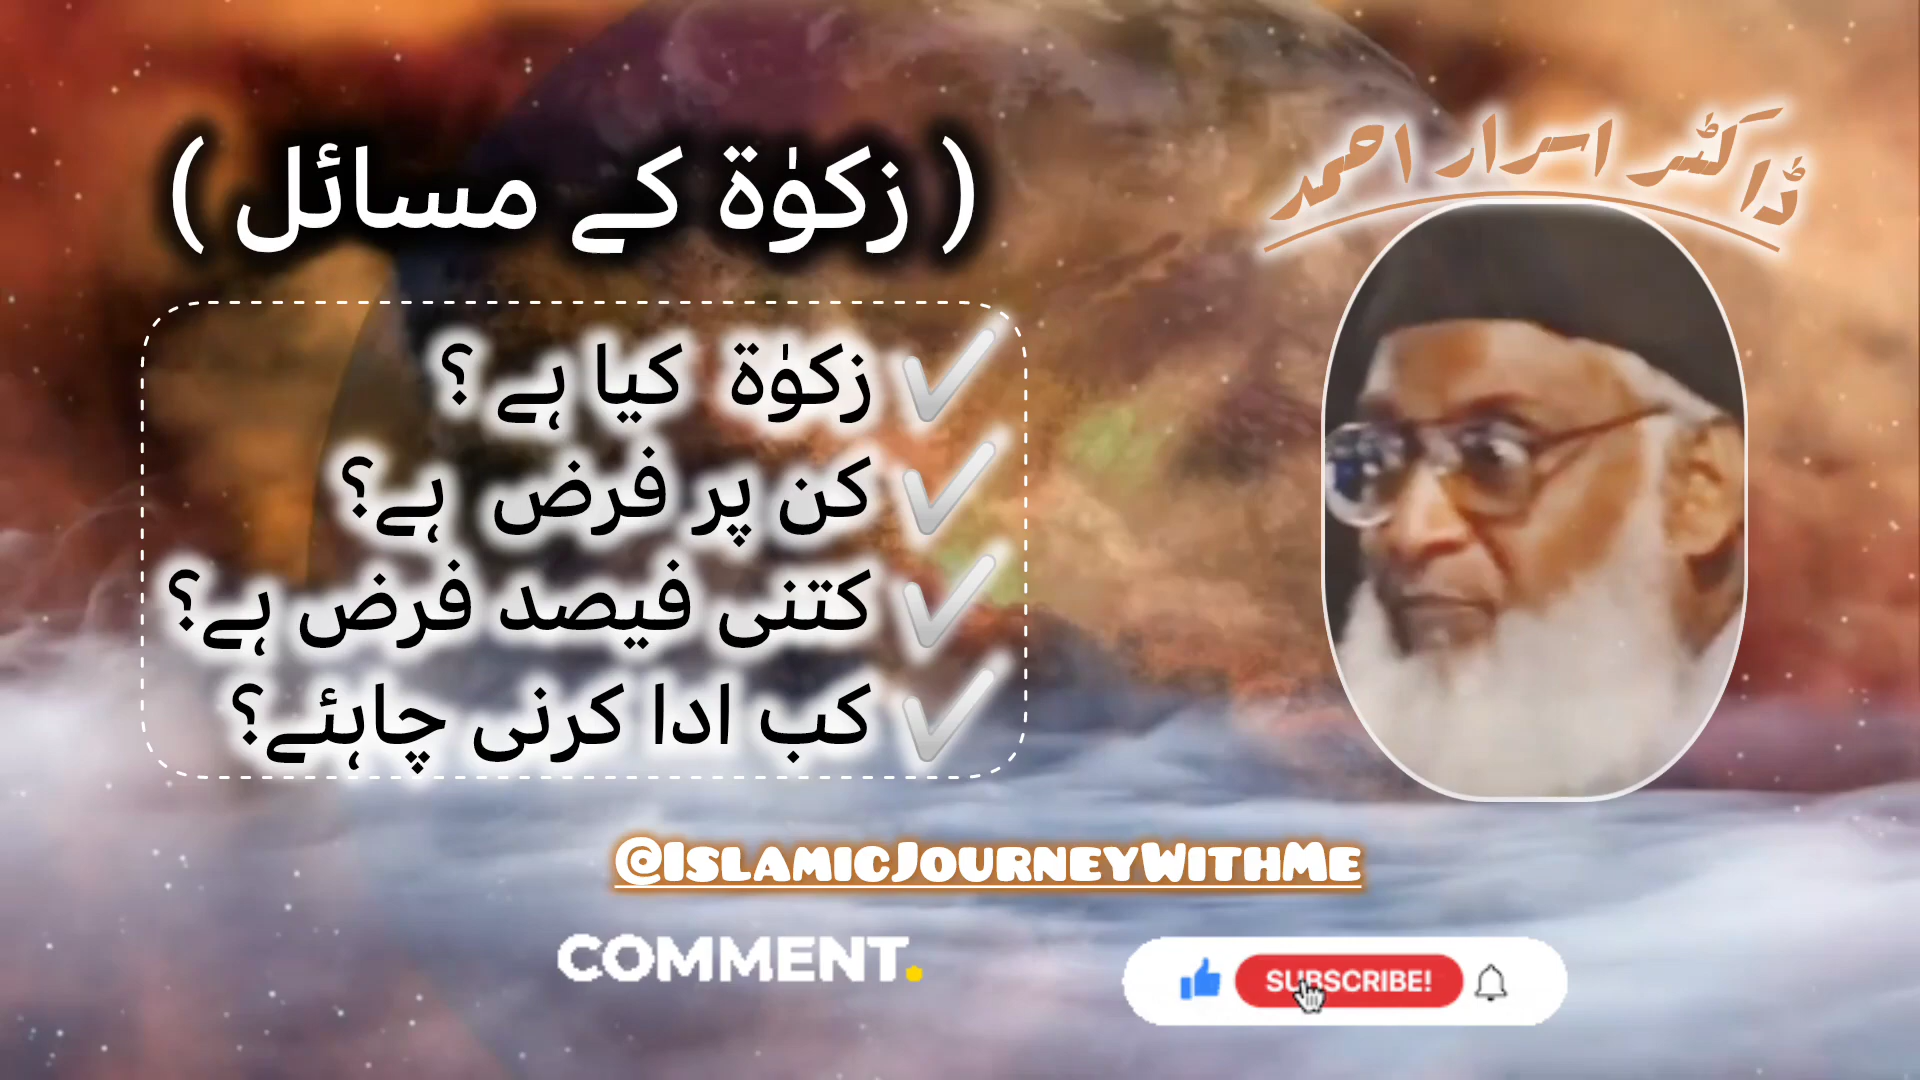 ڈاکٹر اسرار احمد
( زکوٰۃ کے مسائل )
✔ زکوٰۃ کیا ہے ؟
✔ کن پر فرض ہے؟
✔ کتنی فیصد فرض ہے؟
✔ کب ادا کرنی چاہئے؟
@IslamicJourneyWithMe
COMMENT.
SUBSCRIBE!